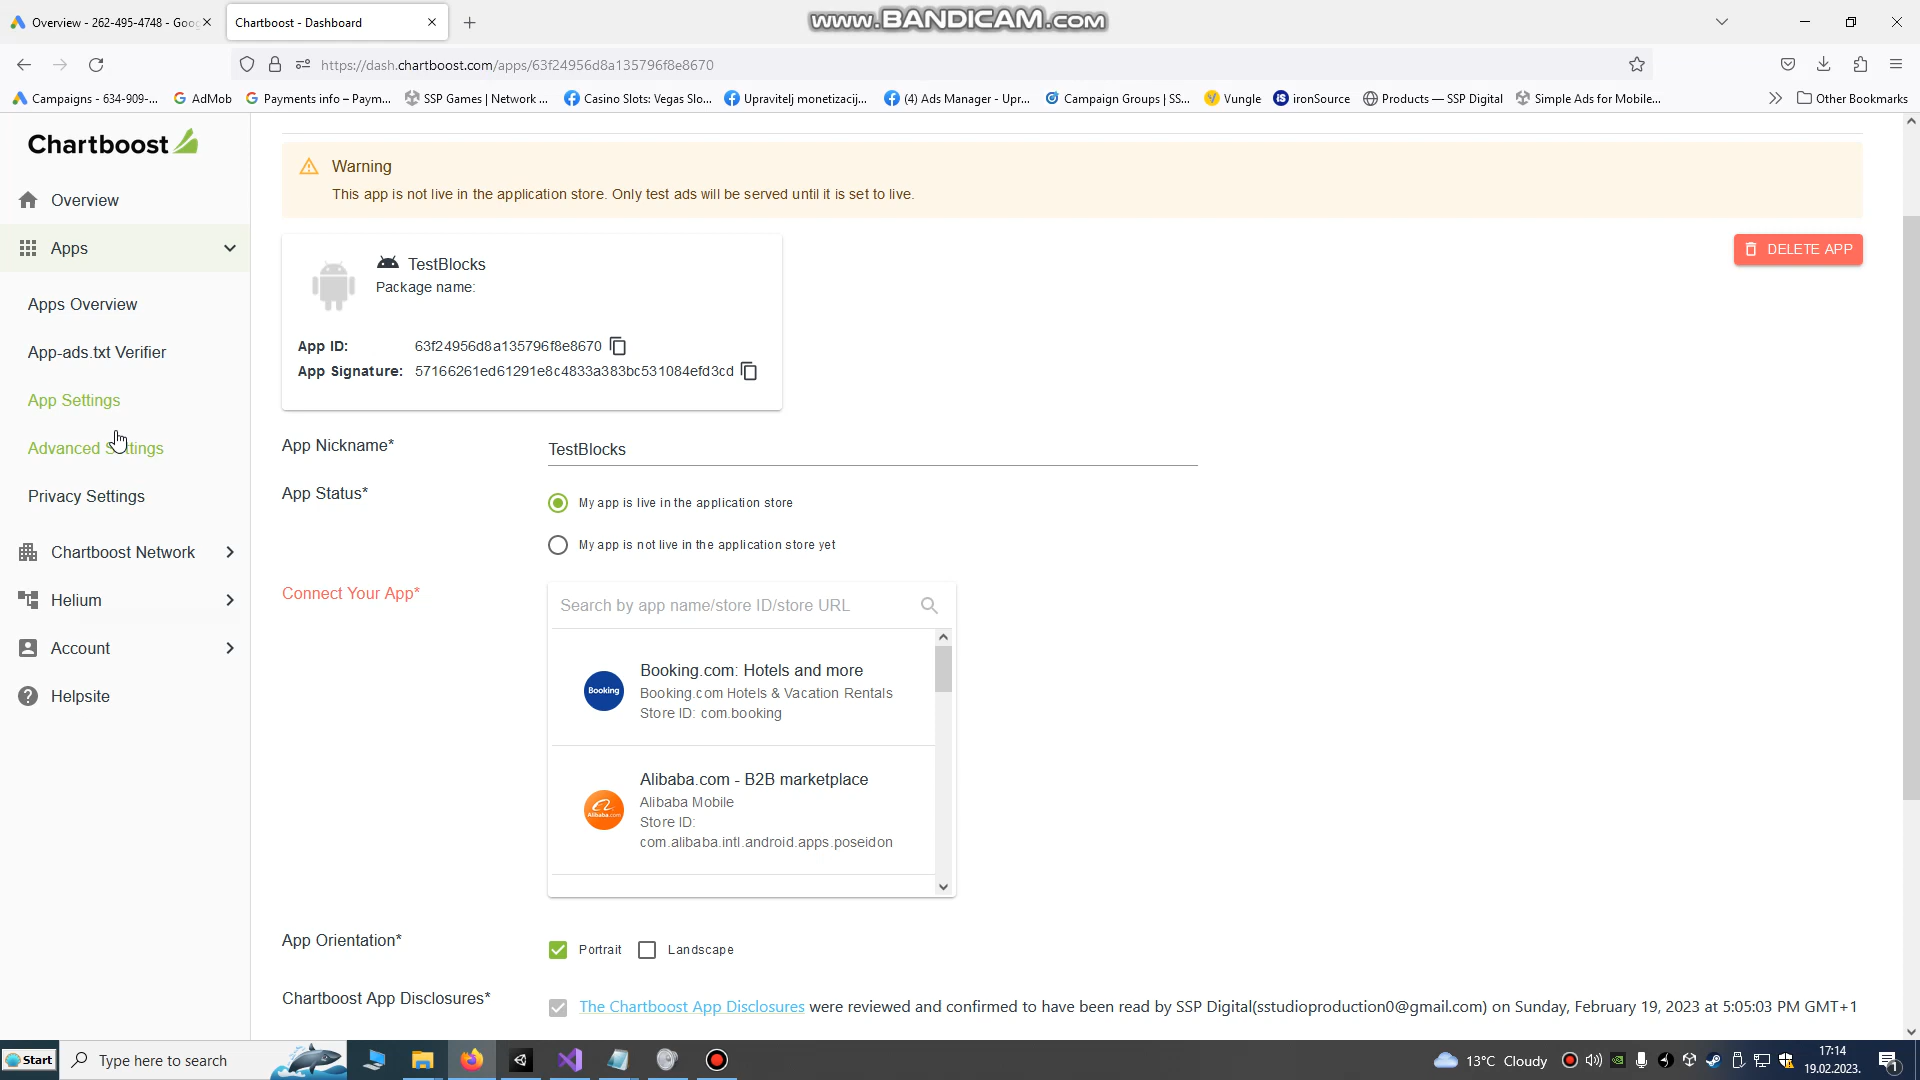 Overview - 262-495-4748 - Goo
Chartboost - Dashboard
www.BANDICAM.com
https://dash.chartboost.com/apps/63f24956d8a135796f8e8670
Campaigns - 634-909-...
AdMob
Payments info – Paym...
SSP Games | Network ...
Casino Slots: Vegas Slo...
Upravitelj monetizacij...
(4) Ads Manager - Upr...
Campaign Groups | SS...
Vungle
ironSource
Products — SSP Digital
Simple Ads for Mobile...
Other Bookmarks
Chartboost
Overview
Apps
Apps Overview
App-ads.txt Verifier
App Settings
Advanced Settings
Privacy Settings
Chartboost Network
Helium
Account
Helpsite
Warning
This app is not live in the application store. Only test ads will be served until it is set to live.
TestBlocks
Package name:
DELETE APP
App ID: 63f24956d8a135796f8e8670
App Signature: 57166261ed61291e8c4833a383bc531084efd3cd
App Nickname*
TestBlocks
App Status*
My app is live in the application store
My app is not live in the application store yet
Connect Your App*
Search by app name/store ID/store URL
Booking
Booking.com: Hotels and more
Booking.com Hotels & Vacation Rentals
Store ID: com.booking
Alibaba.com
Alibaba.com - B2B marketplace
Alibaba Mobile
Store ID:
com.alibaba.intl.android.apps.poseidon
App Orientation*
Portrait
Landscape
Chartboost App Disclosures*
The Chartboost App Disclosures were reviewed and confirmed to have been read by SSP Digital(sstudioproduction0@gmail.com) on Sunday, February 19, 2023 at 5:05:03 PM GMT+1
Start
Type here to search
13°C Cloudy
17:14
19.02.2023.
1